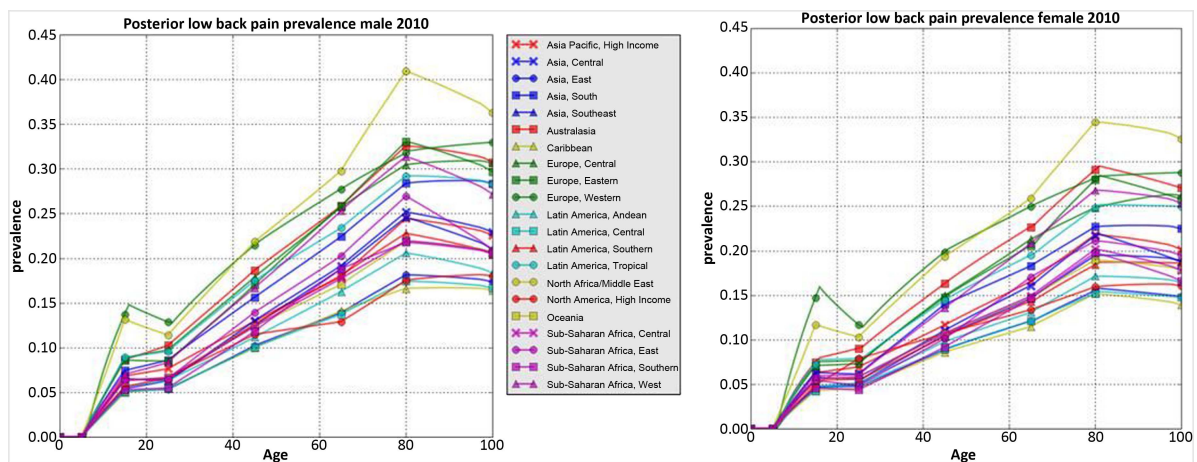 Posterior low back pain prevalence male 2010
0.45
0.40
0.35
0.30
0.25
0.20
0.15
0.10
0.05
0.00
prevalence
0
20
40
60
80
100
Age
Asia Pacific, High Income
Asia, Central
Asia, East
Asia, South
Asia, Southeast
Australasia
Caribbean
Europe, Central
Europe, Eastern
Europe, Western
Latin America, Andean
Latin America, Central
Latin America, Southern
Latin America, Tropical
North Africa/Middle East
North America, High Income
Oceania
Sub-Saharan Africa, Central
Sub-Saharan Africa, East
Sub-Saharan Africa, Southern
Sub-Saharan Africa, West
Posterior low back pain prevalence female 2010
0.45
0.40
0.35
0.30
0.25
0.20
0.15
0.10
0.05
0.00
prevalence
0
20
40
60
80
100
Age